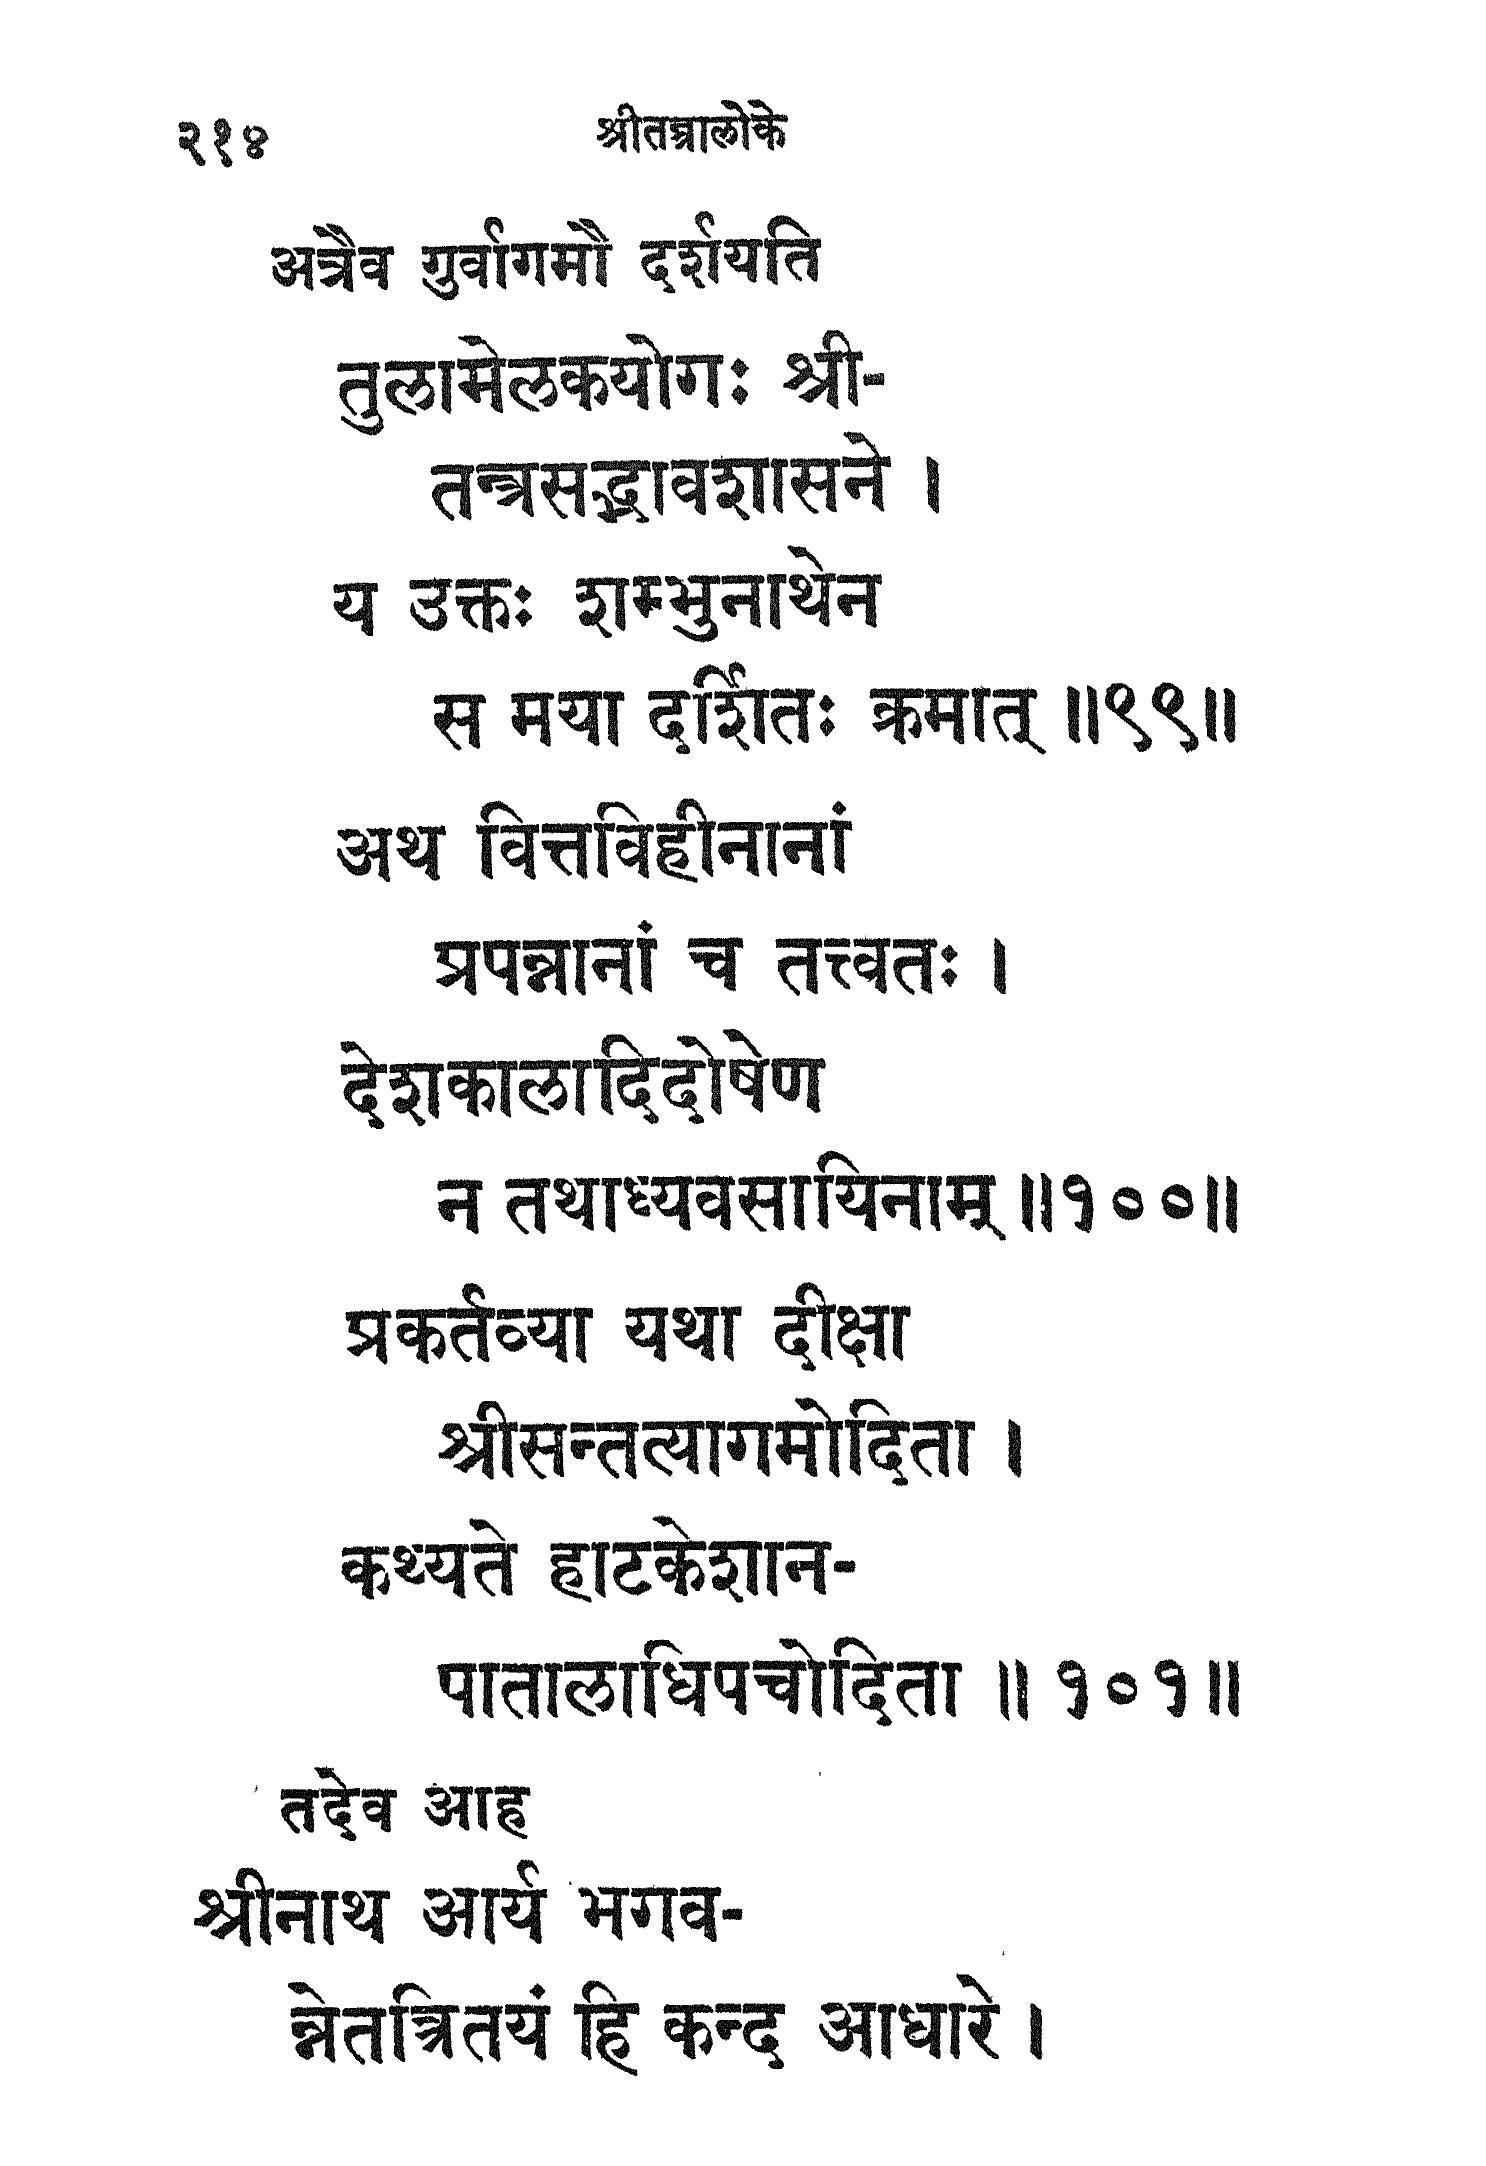 २१४ श्रीतन्त्रालोके
अत्रैव गुर्वागमौ दर्शयति
तुलामेलकयोगः श्री-
तन्त्रसद्भावशासने ।
य उक्तः शम्भुनाथेन
स मया दर्शितः क्रमात् ॥९९॥
अथ वित्तविहीनानां
प्रपन्नानां च तत्त्वतः ।
देशकालादिदोषेण
न तथाध्यवसायिनाम् ॥१००॥
प्रकर्तव्या यथा दीक्षा
श्रीसन्तत्यागमोदिता ।
कथ्यते हाटकेशान-
पातालाधिपचोदिता ॥ १०१॥
तदेव आह
श्रीनाथ आर्य भगव-
न्नेतत्त्रितयं हि कन्द आधारे ।